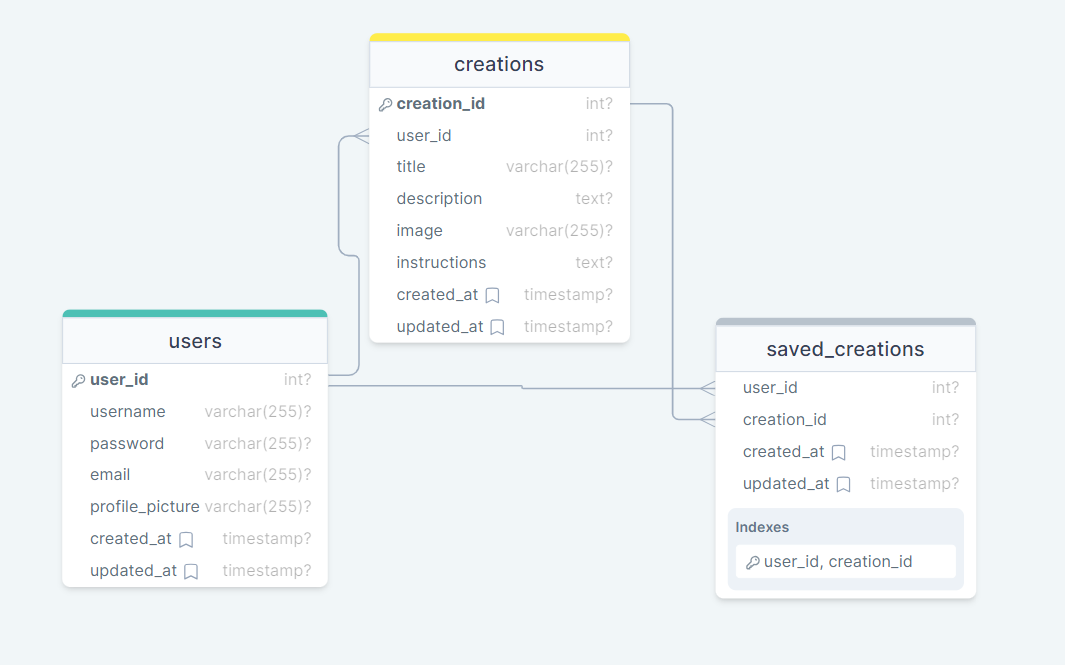 creations
creation_id int?
user_id int?
title varchar(255)?
description text?
image varchar(255)?
instructions text?
created_at timestamp?
updated_at timestamp?
users
user_id int?
username varchar(255)?
password varchar(255)?
email varchar(255)?
profile_picture varchar(255)?
created_at timestamp?
updated_at timestamp?
saved_creations
user_id int?
creation_id int?
created_at timestamp?
updated_at timestamp?
Indexes
user_id, creation_id